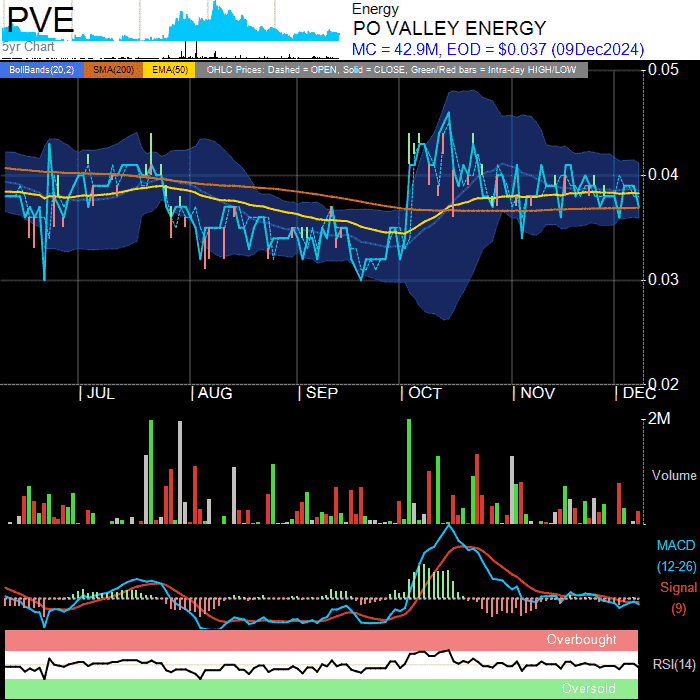 PVE
5yr Chart
Energy
PO VALLEY ENERGY
MC = 42.9M, EOD = $0.037 (09Dec2024)
BollBands(20,2) SMA(200) EMA(50) OHLC Prices: Dashed = OPEN, Solid = CLOSE, Green/Red bars = Intra-day HIGH/LOW
0.05
0.04
0.03
0.02
JUL AUG SEP OCT NOV DEC
2M
Volume
MACD
(12-26)
Signal
(9)
Overbought
RSI(14)
Oversold